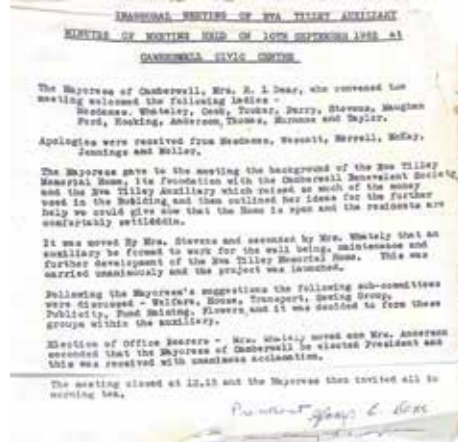 INAUGURAL MEETING OF EVA TILLEY AUXILIARY
MINUTES OF MEETING HELD ON 10TH SEPTEMBER 1982 at
CAMBERWELL CIVIC CENTRE
The Mayoress of Camberwell, Mrs. R. L Dear, who convened the
meeting welcomed the following ladies -
Mesdames. Whateley, Cook, Tucker, Parry, Stevens, Maughan
Ford, Hocking, Anderson, Thomas, and Taylor.
Apologies were received from Mesdames, Wescott, Merrell, McKay,
Jennings and Moller.
The Mayoress gave to the meeting the background of the Eva Tilley
Memorial Home, its foundation with the Camberwell Benevolent Society
and the Eva Tilley Auxiliary which raised so much of the money
used in the Building and then outlined her ideas for the further
help we could give now that the Home is open and the residents are
comfortably
It was moved By Mrs. Stevens and seconded by Mrs. Whately that an
auxiliary be formed to work for the well being, maintenance and
further development of the Eva Tilley Memorial Home. This was
carried unanimously and the project was launched.
Following the Mayoress's suggestions the following sub-committees
were discussed - Welfare, House, Transport, Sewing Group,
Publicity, Fund Raising, Flowers, and it was decided to form these
groups within the auxiliary.
Election of Office Bearers - Mrs. Whately moved and Mrs. Anderson
seconded that the Mayoress of Camberwell be elected President and
this was received with unanimous acclamation.
The meeting closed at 12.15 and the Mayoress then invited all to
morning tea.
President